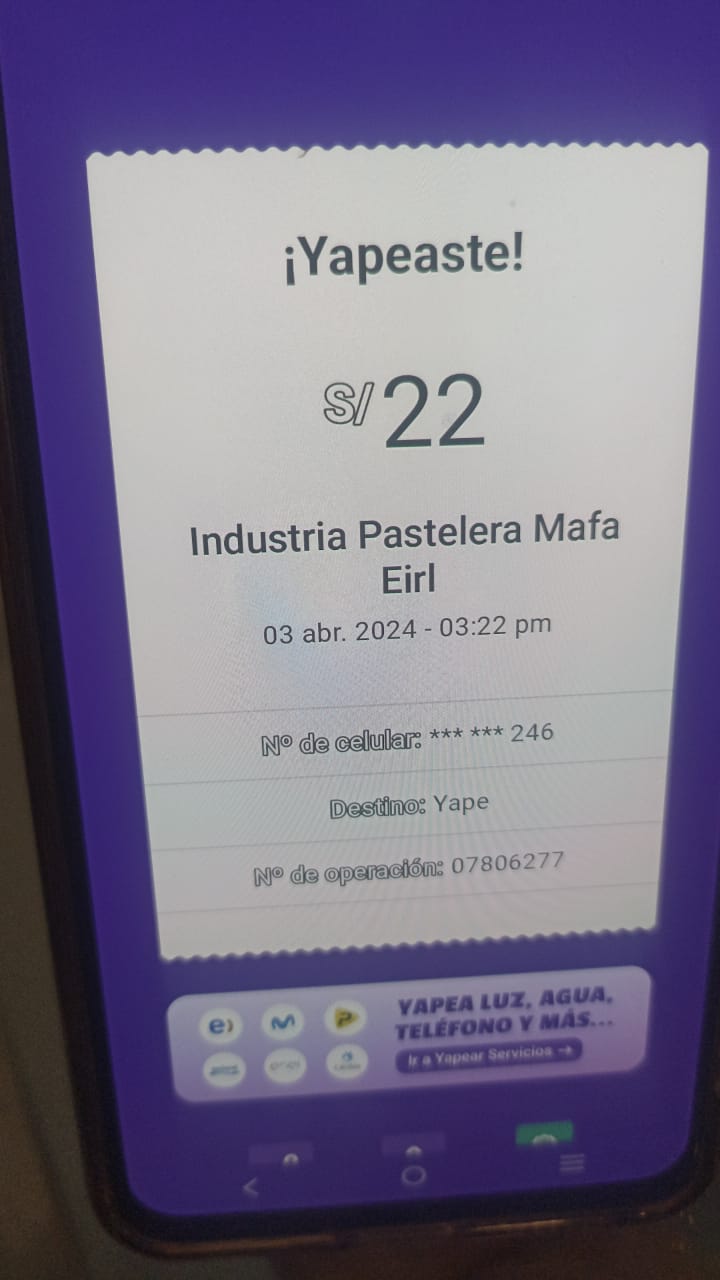 ¡Yapeaste!
S/ 22
Industria Pastelera Mafa
Eirl
03 abr. 2024 - 03:22 pm
Nº de celular: *** *** 246
Destino: Yape
Nº de operación: 07806277
YAPEA LUZ, AGUA,
TELÉFONO Y MÁS...
Ir a Yapear Servicios →